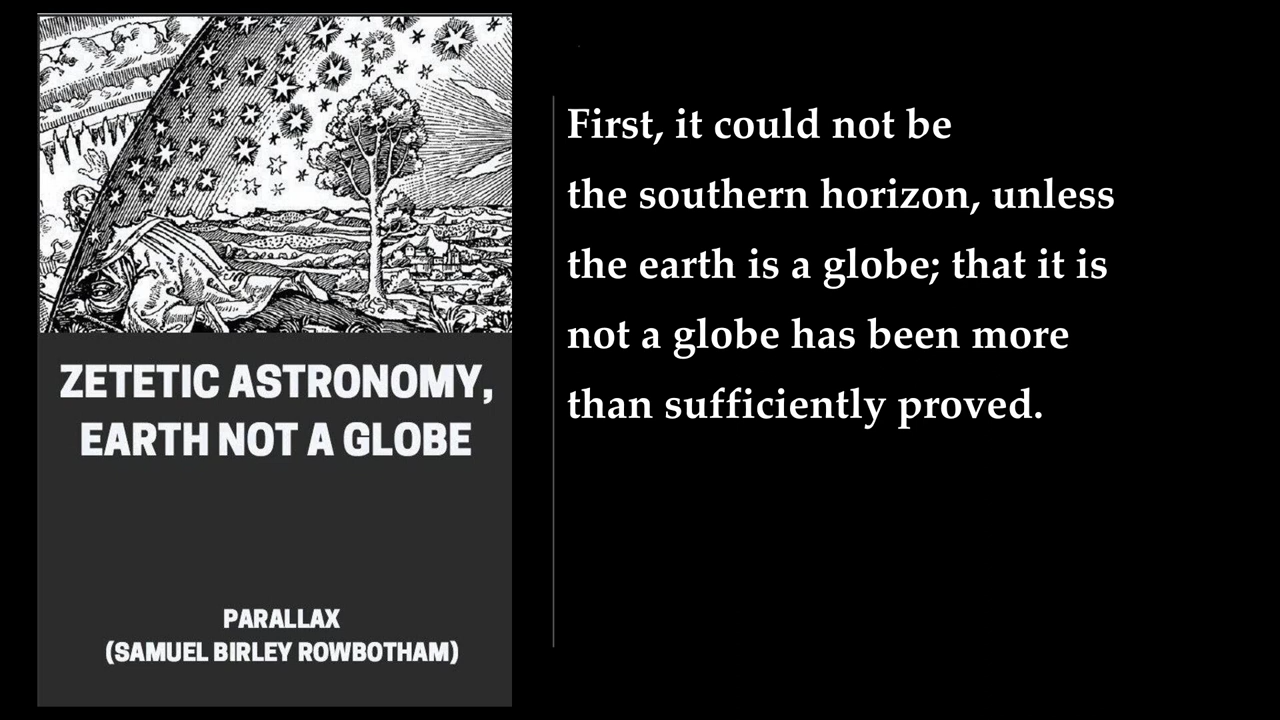 ZETETIC ASTRONOMY,
EARTH NOT A GLOBE
PARALLAX
(SAMUEL BIRLEY ROWBOTHAM)
First, it could not be
the southern horizon, unless
the earth is a globe; that it is
not a globe has been more
than sufficiently proved.